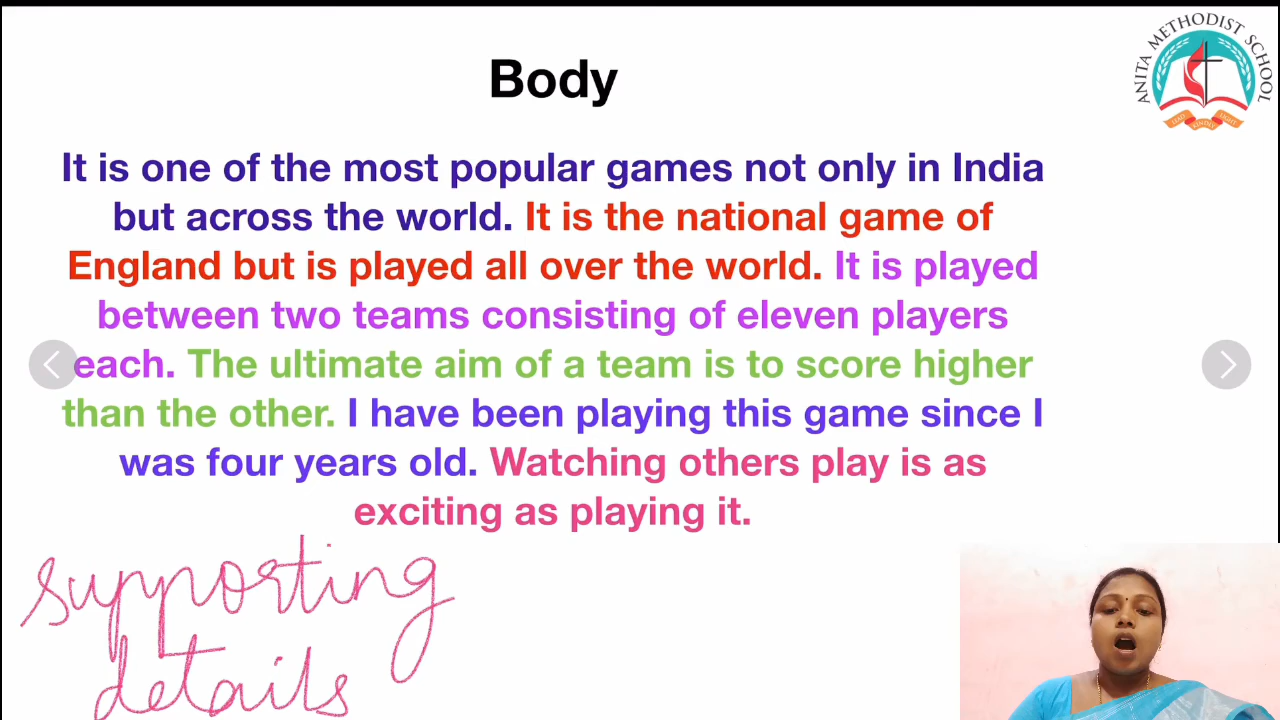 Body
ANITA METHODIST SCHOOL
It is one of the most popular games not only in India
but across the world. It is the national game of
England but is played all over the world. It is played
between two teams consisting of eleven players
each. The ultimate aim of a team is to score higher
than the other. I have been playing this game since I
was four years old. Watching others play is as
exciting as playing it.
supporting
details